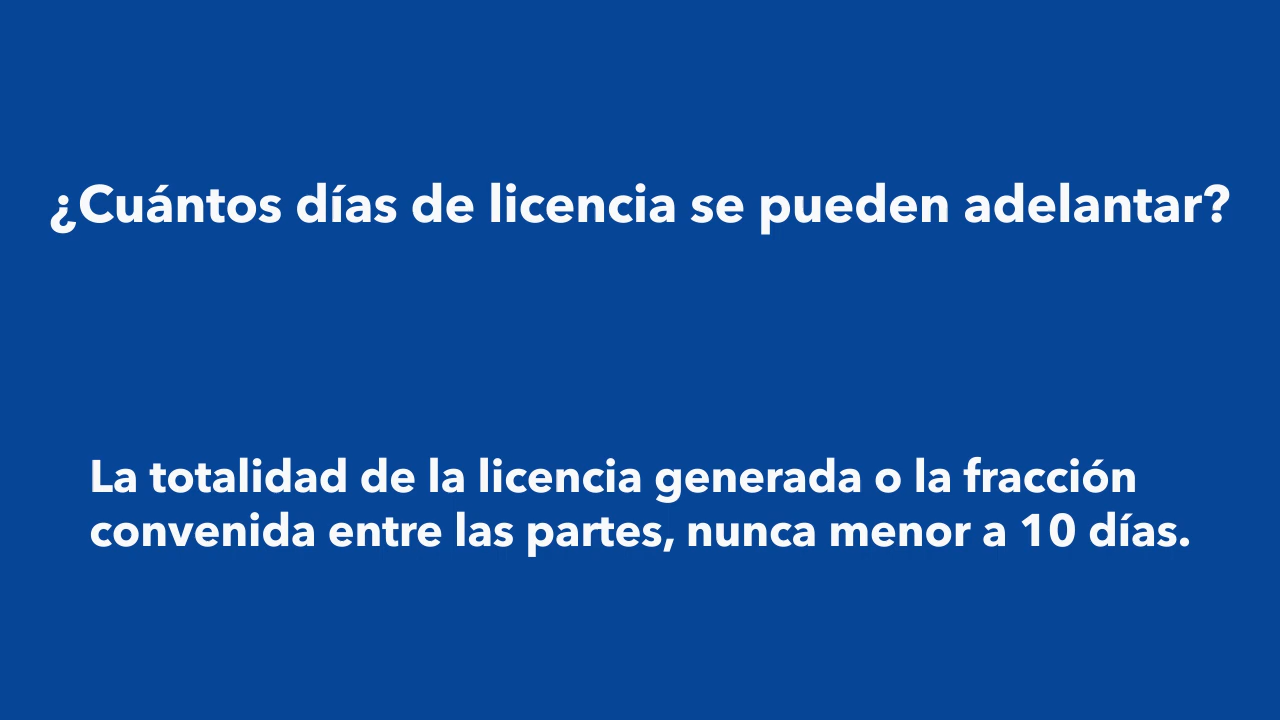 ¿Cuántos días de licencia se pueden adelantar?
La totalidad de la licencia generada o la fracción
convenida entre las partes, nunca menor a 10 días.